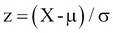 z = (X - μ) / σ